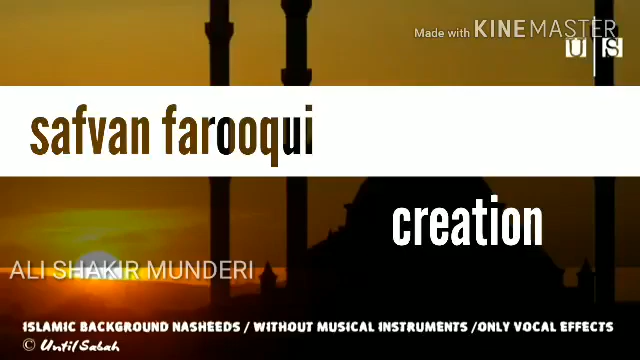 Made with KINEMASTER
U S
safvan farooqui
creation
ALI SHAKIR MUNDERI
ISLAMIC BACKGROUND NASHEEDS / WITHOUT MUSICAL INSTRUMENTS /ONLY VOCAL EFFECTS
© Until Sabah